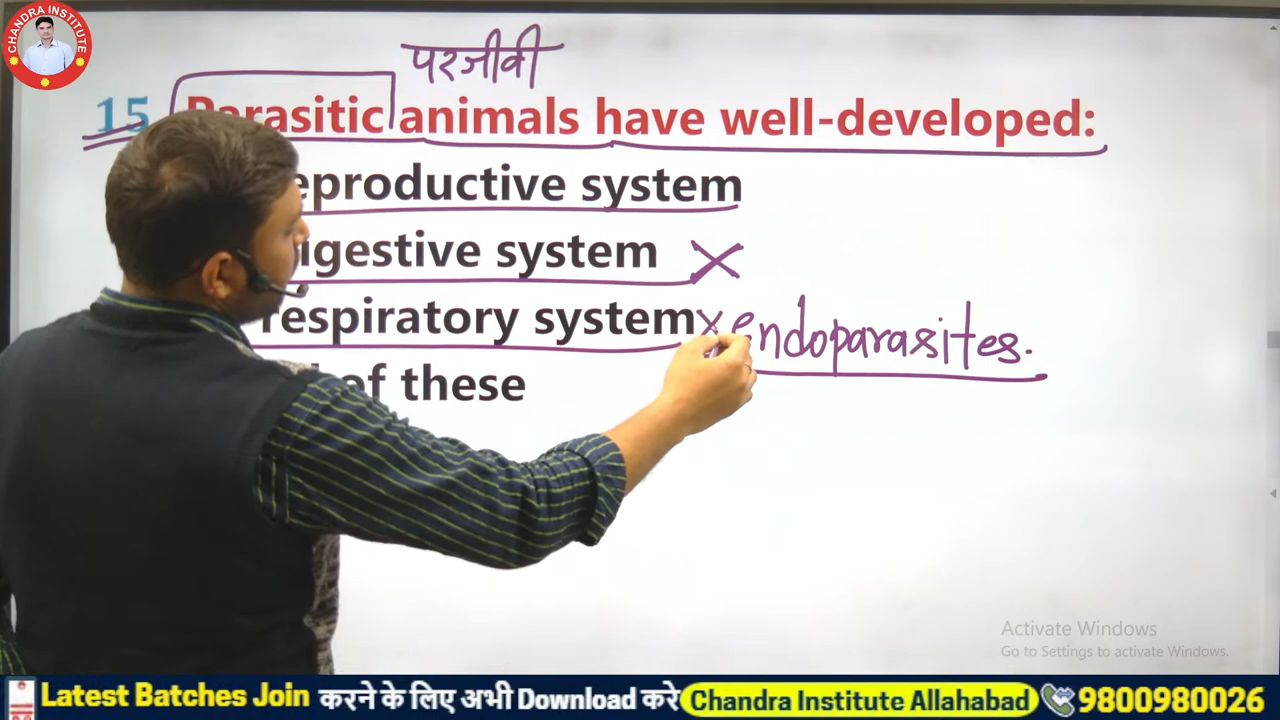 CHANDRA INSTITUTE
परजीवी
15 Parasitic animals have well-developed:
eproductive system
igestive system ×
respiratory system × endoparasites.
of these
Activate Windows
Go to Settings to activate Windows.
Latest Batches Join करने के लिए अभी Download करे Chandra Institute Allahabad 9800980026